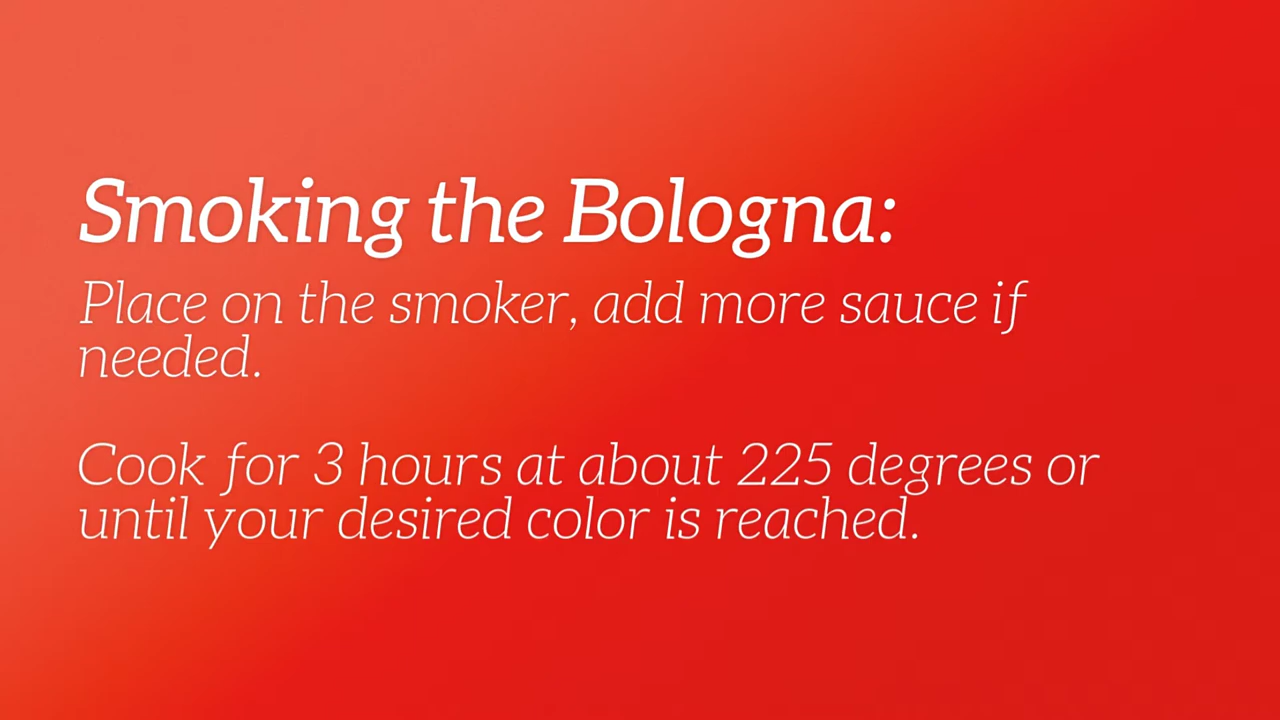 Smoking the Bologna:
Place on the smoker, add more sauce if
needed.
Cook for 3 hours at about 225 degrees or
until your desired color is reached.